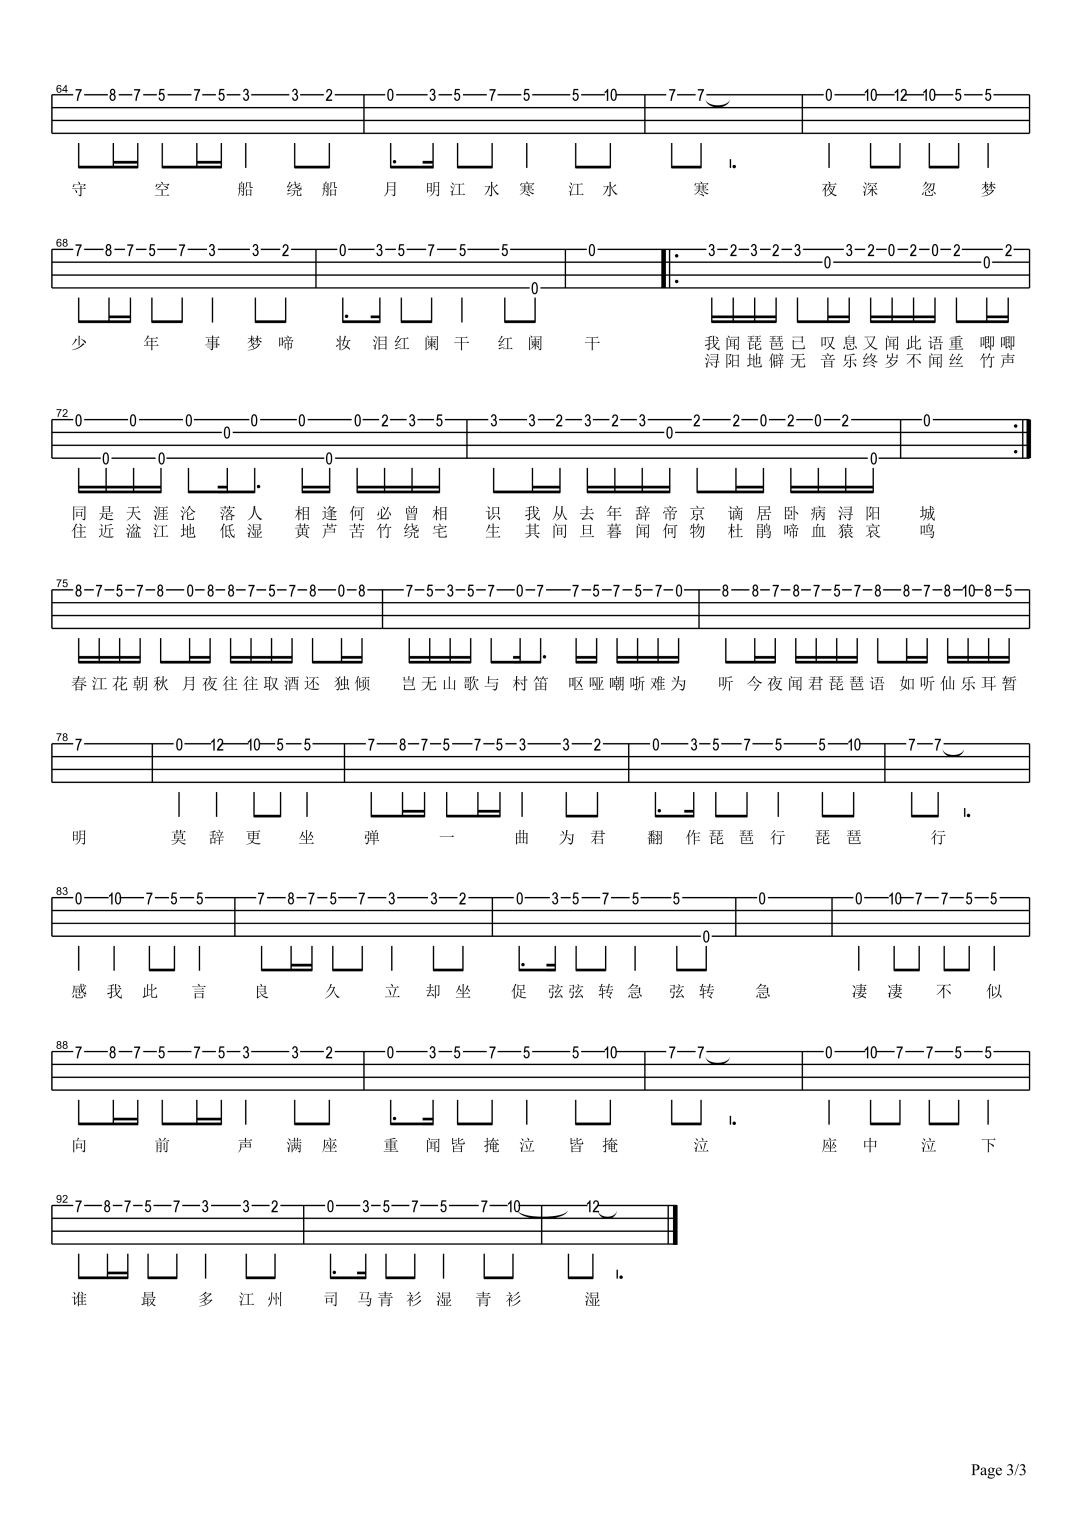 64 7 8 7 5 7 5 3 3 2 0 3 5 7 5 5 10 7 7 0 10 12 10 5 5
守 空 船 绕 船 月 明 江 水 寒 江 水 寒 夜 深 忽 梦
68 7 8 7 5 7 3 3 2 0 3 5 7 5 5 0 0 3 2 3 2 3 0 3 2 0 2 0 2 0 2
少 年 事 梦 啼 妆 泪 红 阑 干 红 阑 干 我 闻 琵 琶 已 叹 息 又 闻 此 语 重 唧 唧
浔 阳 地 僻 无 音 乐 终 岁 不 闻 丝 竹 声
72 0 0 0 0 0 0 0 0 0 0 0 2 3 5 3 3 2 3 2 3 0 2 2 0 2 0 2 0 0
同 是 天 涯 沦 落 人 相 逢 何 必 曾 相 识 我 从 去 年 辞 帝 京 谪 居 卧 病 浔 阳 城
住 近 湓 江 地 低 湿 黄 芦 苦 竹 绕 宅 生 其 间 旦 暮 闻 何 物 杜 鹃 啼 血 猿 哀 鸣
75 8 7 5 7 8 0 8 8 7 5 7 8 0 8 7 5 3 5 7 0 7 7 5 7 5 7 0 8 8 7 8 7 5 7 8 8 7 8 10 8 5
春 江 花 朝 秋 月 夜 往 往 取 酒 还 独 倾 岂 无 山 歌 与 村 笛 呕 哑 嘲 哳 难 为 听 今 夜 闻 君 琵 琶 语 如 听 仙 乐 耳 暂
78 7 0 12 10 5 5 7 8 7 5 7 5 3 3 2 0 3 5 7 5 5 10 7 7
明 莫 辞 更 坐 弹 一 曲 为 君 翻 作 琵 琶 行 琵 琶 行
83 0 10 7 5 5 7 8 7 5 7 3 3 2 0 3 5 7 5 5 0 0 0 10 7 7 5 5
感 我 此 言 良 久 立 却 坐 促 弦 弦 转 急 弦 转 急 凄 凄 不 似
88 7 8 7 5 7 5 3 3 2 0 3 5 7 5 5 10 7 7 0 10 7 7 5 5
向 前 声 满 座 重 闻 皆 掩 泣 皆 掩 泣 座 中 泣 下
92 7 8 7 5 7 3 3 2 0 3 5 7 5 7 10 12
谁 最 多 江 州 司 马 青 衫 湿 青 衫 湿
Page 3/3